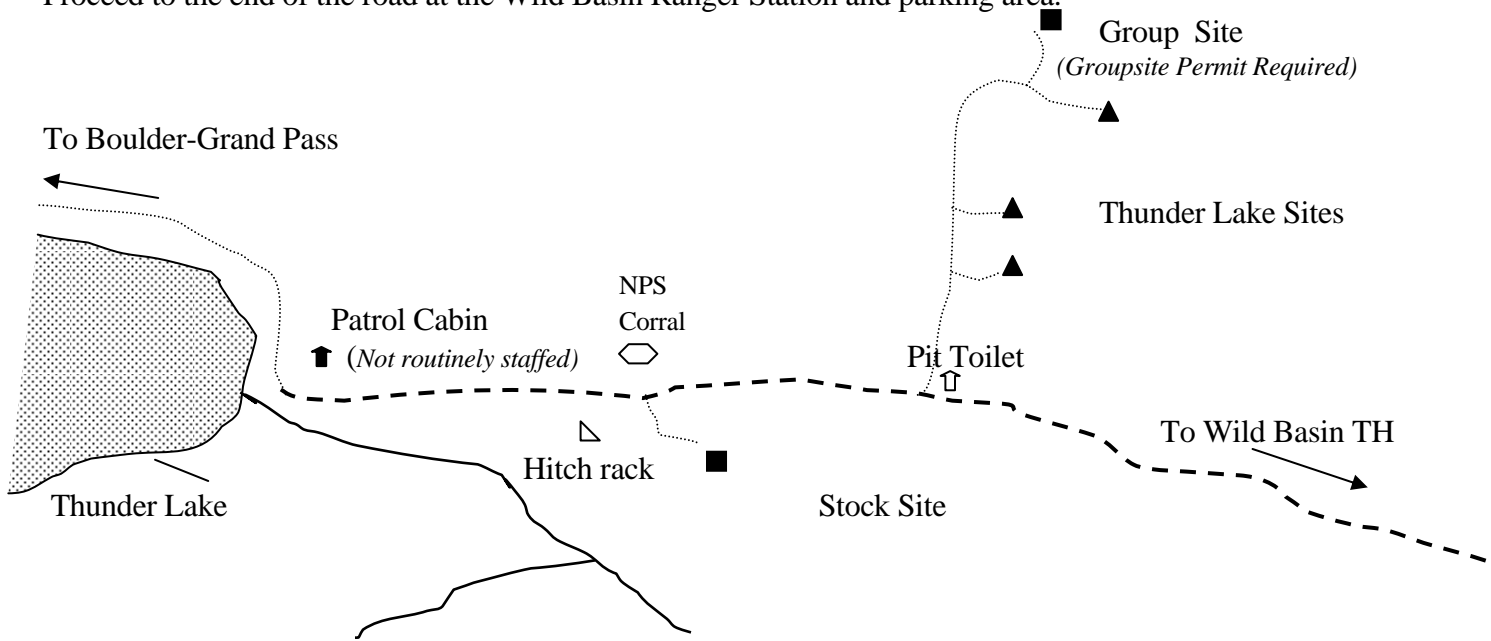 Proceed to the end of the road at the Wild Basin Ranger Station and parking area.
Group Site
(Groupsite Permit Required)
To Boulder-Grand Pass
Thunder Lake Sites
NPS
Corral
Patrol Cabin
(Not routinely staffed)
Pit Toilet
To Wild Basin TH
Hitch rack
Thunder Lake
Stock Site